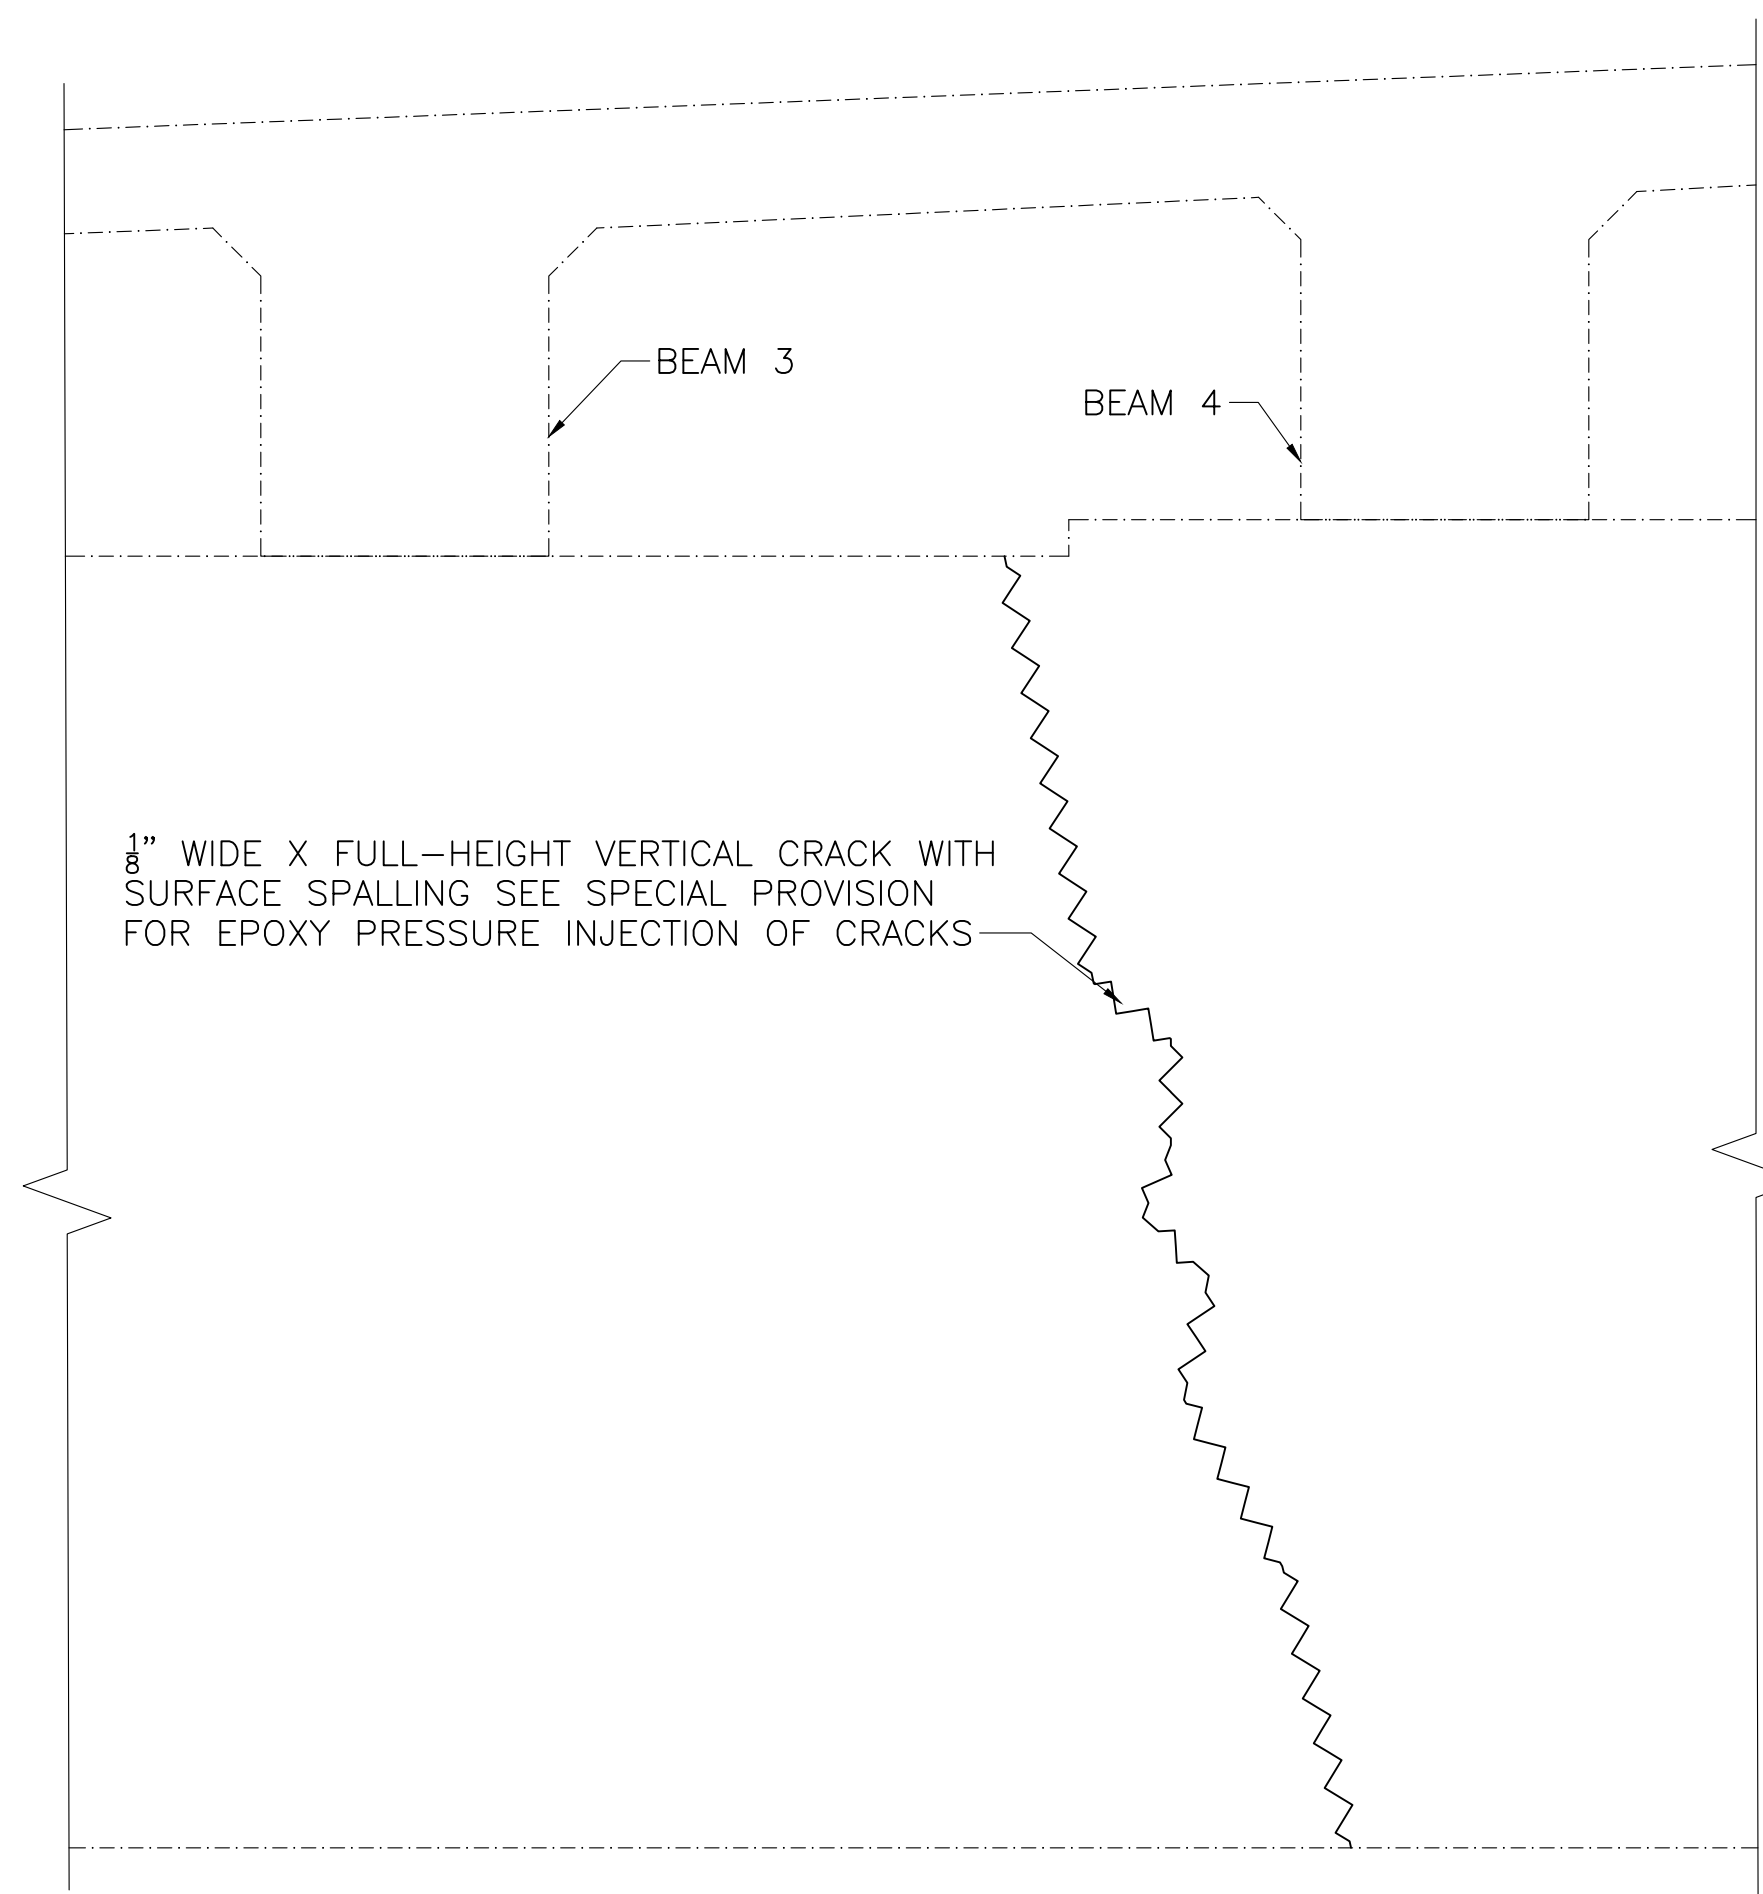 BEAM 3
BEAM 4
⅛” WIDE X FULL-HEIGHT VERTICAL CRACK WITH
SURFACE SPALLING SEE SPECIAL PROVISION
FOR EPOXY PRESSURE INJECTION OF CRACKS